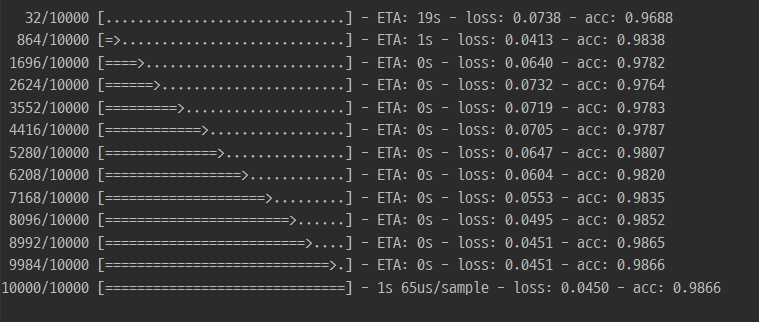 32/10000 [..............................] - ETA: 19s - loss: 0.0738 - acc: 0.9688
864/10000 [=>............................] - ETA: 1s - loss: 0.0413 - acc: 0.9838
1696/10000 [====>.........................] - ETA: 0s - loss: 0.0640 - acc: 0.9782
2624/10000 [======>.......................] - ETA: 0s - loss: 0.0732 - acc: 0.9764
3552/10000 [=========>....................] - ETA: 0s - loss: 0.0719 - acc: 0.9783
4416/10000 [============>.................] - ETA: 0s - loss: 0.0705 - acc: 0.9787
5280/10000 [==============>...............] - ETA: 0s - loss: 0.0647 - acc: 0.9807
6208/10000 [=================>............] - ETA: 0s - loss: 0.0604 - acc: 0.9820
7168/10000 [====================>.........] - ETA: 0s - loss: 0.0553 - acc: 0.9835
8096/10000 [=======================>......] - ETA: 0s - loss: 0.0495 - acc: 0.9852
8992/10000 [=========================>....] - ETA: 0s - loss: 0.0451 - acc: 0.9865
9984/10000 [============================>.] - ETA: 0s - loss: 0.0451 - acc: 0.9866
10000/10000 [==============================] - 1s 65us/sample - loss: 0.0450 - acc: 0.9866